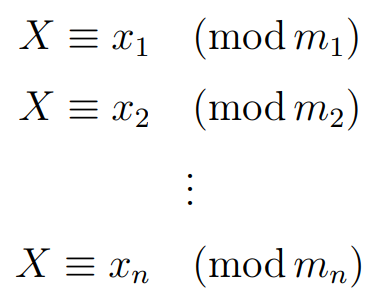 X ≡ x₁ (mod m₁)
X ≡ x₂ (mod m₂)
⋮
X ≡ xₙ (mod mₙ)